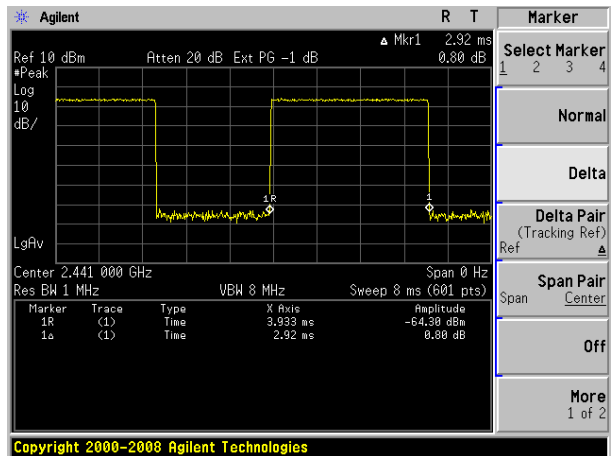 Agilent R T
Δ Mkr1 2.92 ms
Ref 10 dBm Atten 20 dB Ext PG -1 dB 0.80 dB
#Peak
Log
10
dB/
1R
1
LgAv
Center 2.441 000 GHz Span 0 Hz
Res BW 1 MHz VBW 8 MHz Sweep 8 ms (601 pts)
Marker Trace Type X Axis Amplitude
1R (1) Time 3.933 ms -64.30 dBm
1Δ (1) Time 2.92 ms 0.80 dB
Copyright 2000-2008 Agilent Technologies
Marker
Select Marker
1 2 3 4
Normal
Delta
Delta Pair
(Tracking Ref)
Ref Δ
Span Pair
Span Center
Off
More
1 of 2